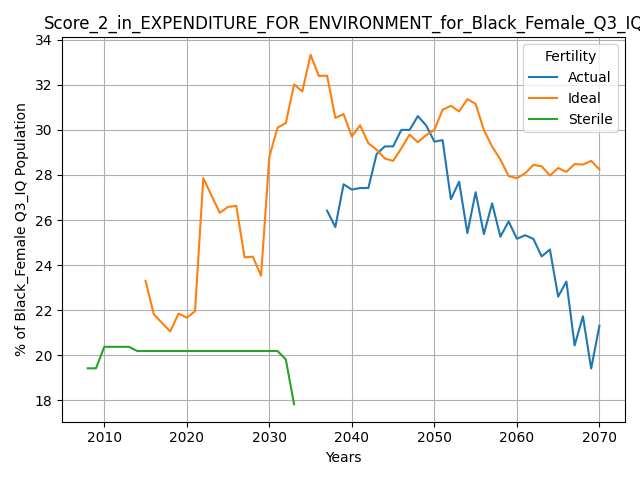 Score_2_in_EXPENDITURE_FOR_ENVIRONMENT_for_Black_Female_Q3_IQ
34
32
30
28
26
24
22
20
18
% of Black_Female Q3_IQ Population
Fertility
Actual
Ideal
Sterile
2010 2020 2030 2040 2050 2060 2070
Years